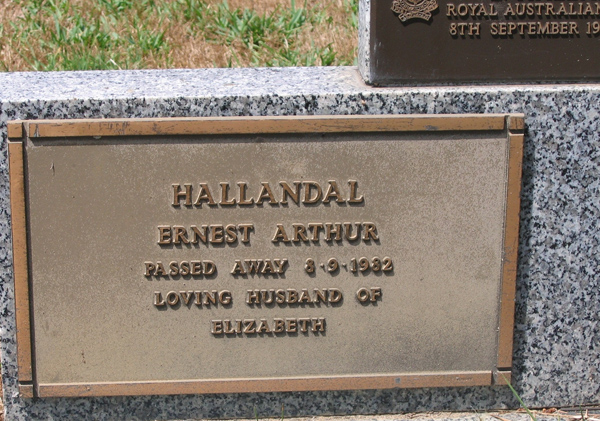 ROYAL AUSTRALIAN
8TH SEPTEMBER 19
HALLANDAL
ERNEST ARTHUR
PASSED AWAY 8·9·1982
LOVING HUSBAND OF
ELIZABETH